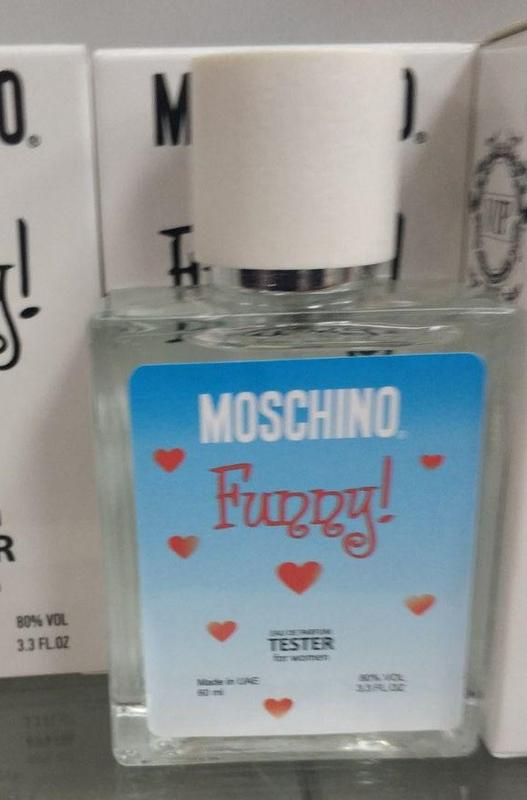 MOSCHINO
Funny!
EAU DE PARFUM
TESTER
for women
Made in UAE
60 ml
80% VOL
3.3 FL.OZ
80% VOL
3.3 FL.OZ
VIP